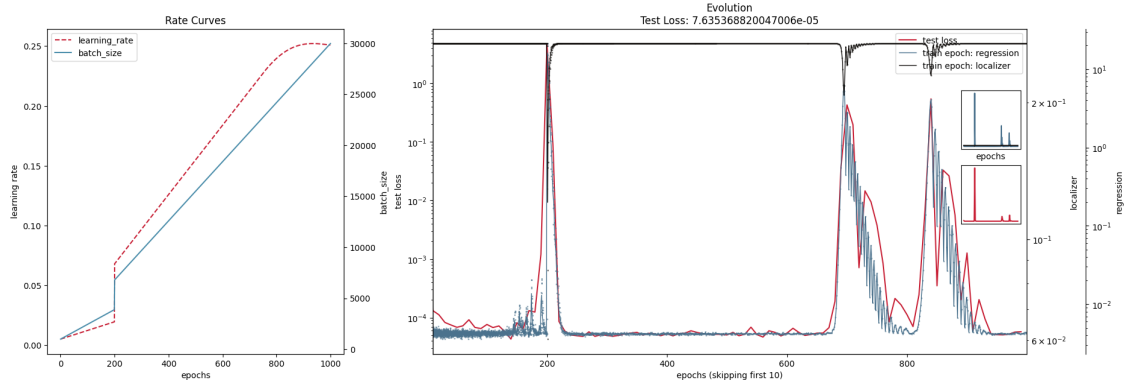 Rate Curves
learning_rate
batch_size
0.25
0.20
0.15
0.10
0.05
0.00
learning rate
0
200
400
600
800
1000
epochs
30000
25000
20000
15000
10000
5000
0
batch_size
Evolution
Test Loss: 7.635368820047006e-05
test loss
train epoch: regression
train epoch: localizer
10⁰
10⁻¹
10⁻²
10⁻³
10⁻⁴
test loss
200
400
600
800
epochs (skipping first 10)
epochs
2 × 10⁻¹
10⁻¹
6 × 10⁻²
localizer
10¹
10⁰
10⁻¹
10⁻²
regression